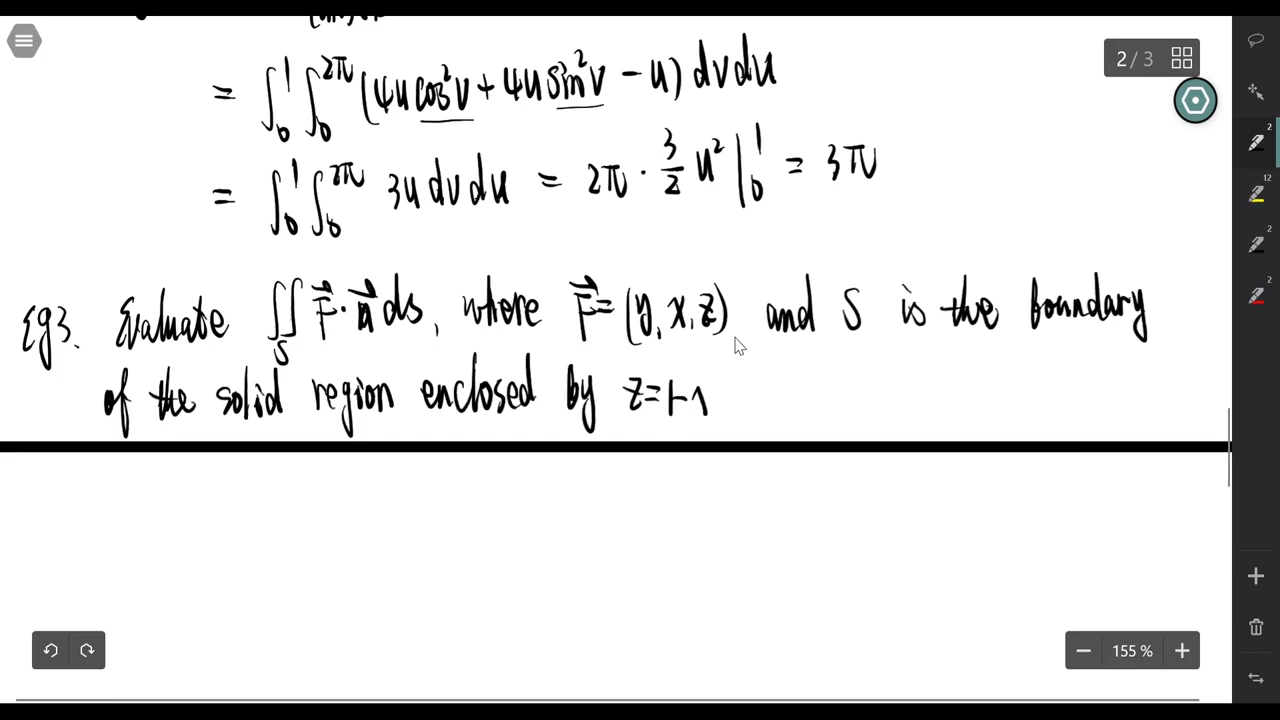 2 / 3
= ∫₀¹ ∫₀^2π (4u cos²v + 4u sin²v − u) dv du
= ∫₀¹ ∫₀^2π 3u dv du = 2π · 3/2 u² |₀¹ = 3π
Eg3. Evaluate ∬_S F⃗ · n⃗ ds, where F⃗ = (y, x, z) and S is the boundary
of the solid region enclosed by z=1-
155 %